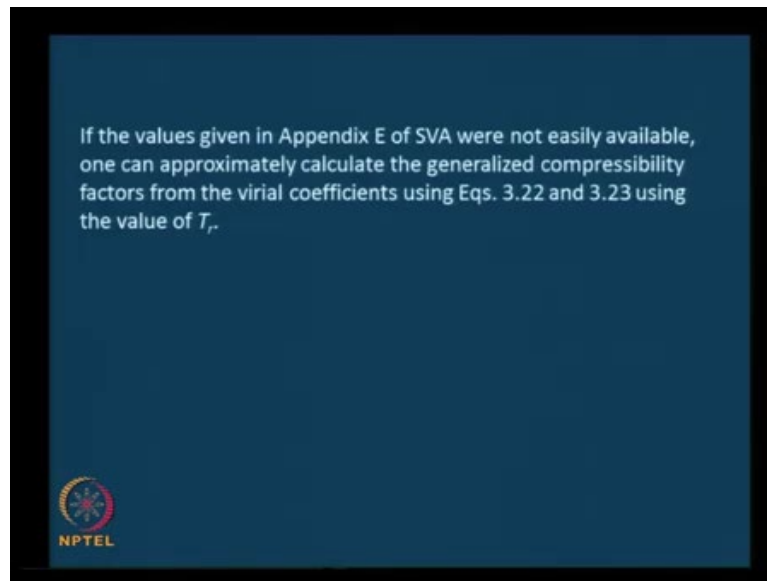 If the values given in Appendix E of SVA were not easily available,
one can approximately calculate the generalized compressibility
factors from the virial coefficients using Eqs. 3.22 and 3.23 using
the value of Tr.
NPTEL